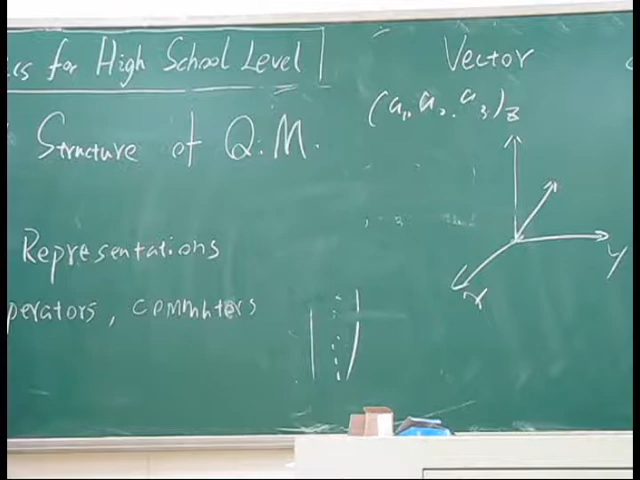 ics for High School Level
Structure of Q.M.
Representations
perators, commuters
Vector
(a1, a2, a3)
z
y
x